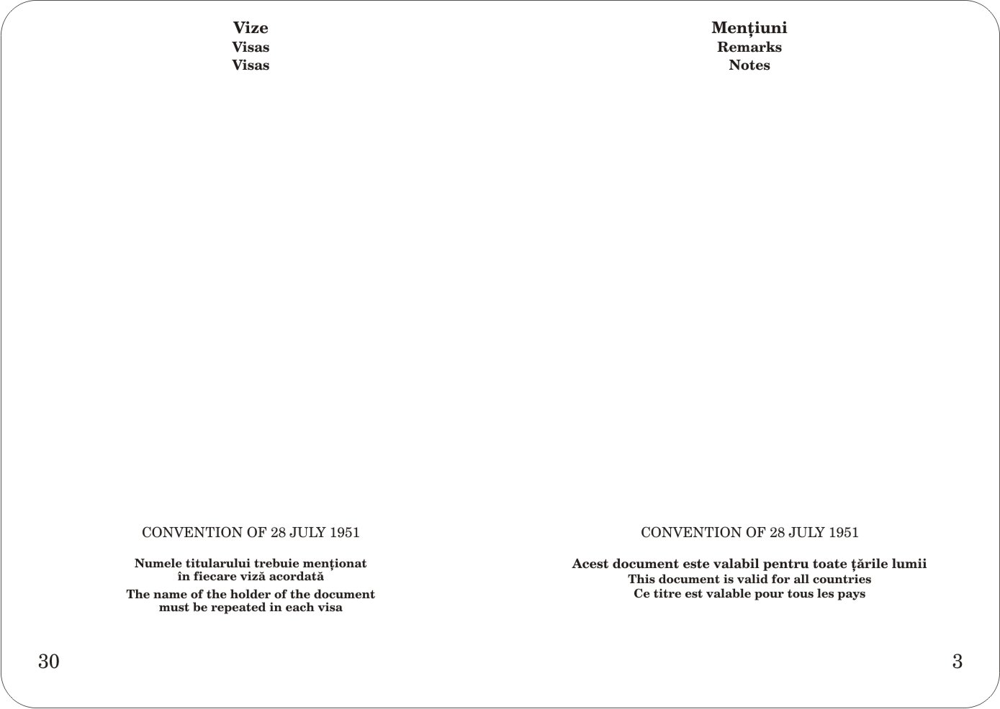 Vize
Visas
Visas
CONVENTION OF 28 JULY 1951
Numele titularului trebuie menționat
în fiecare viză acordată
The name of the holder of the document
must be repeated in each visa
30
Mențiuni
Remarks
Notes
CONVENTION OF 28 JULY 1951
Acest document este valabil pentru toate țările lumii
This document is valid for all countries
Ce titre est valable pour tous les pays
3